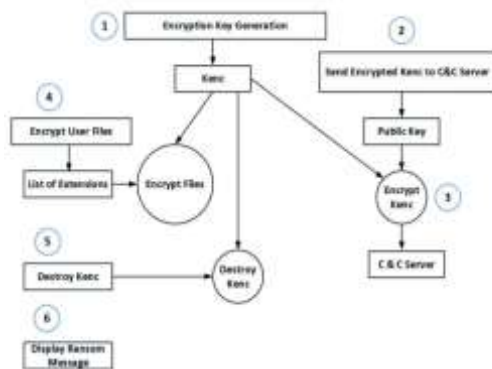 1
Encryption Key Generation
2
Kenc
Send Encrypted Kenc to C&C Server
4
Encrypt User Files
Public Key
List of Extensions
Encrypt Files
Encrypt
Kenc
3
5
Destroy Kenc
Destroy
Kenc
C & C Server
6
Display Ransom
Message